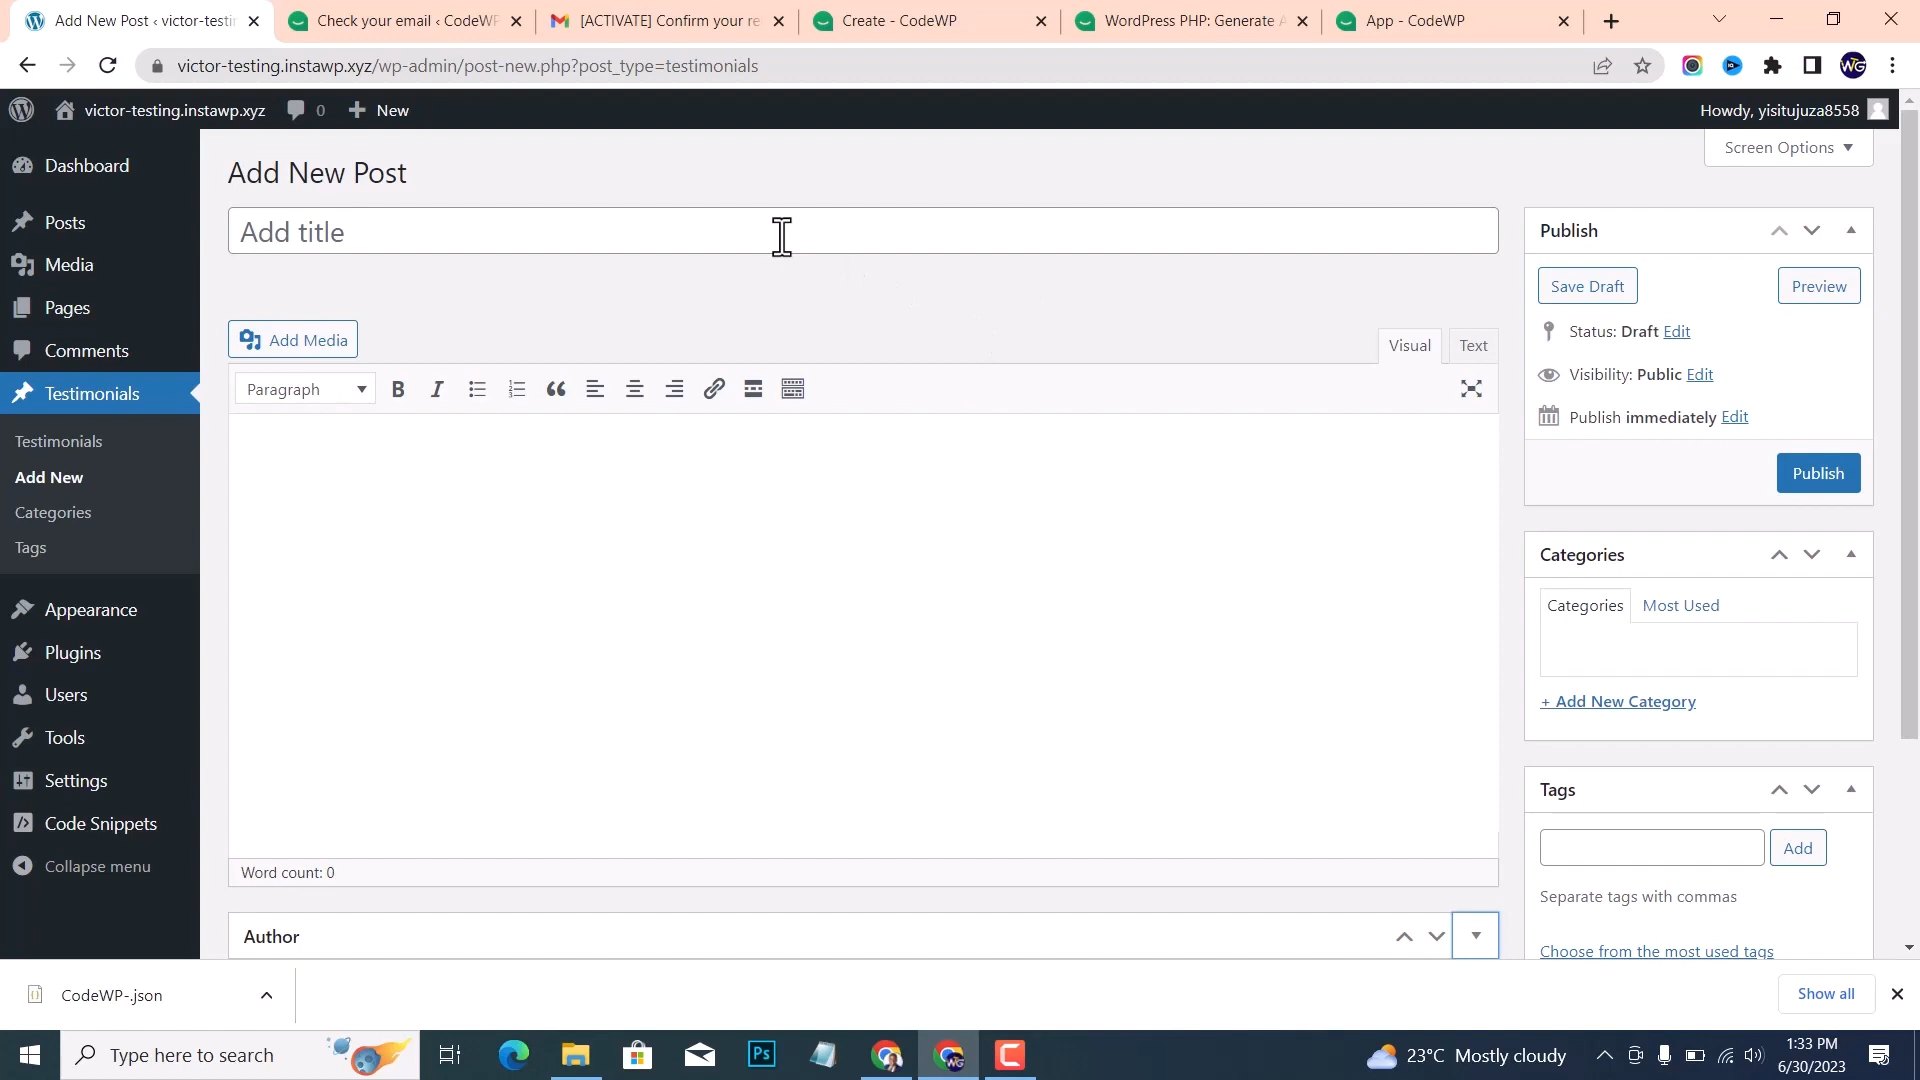 Add New Post ‹ victor-testin
Check your email ‹ CodeWP
[ACTIVATE] Confirm your re
Create - CodeWP
WordPress PHP: Generate A
App - CodeWP
victor-testing.instawp.xyz/wp-admin/post-new.php?post_type=testimonials
victor-testing.instawp.xyz
0
New
Howdy, yisitujuza8558
Dashboard
Posts
Media
Pages
Comments
Testimonials
Testimonials
Add New
Categories
Tags
Appearance
Plugins
Users
Tools
Settings
Code Snippets
Collapse menu
Screen Options
Add New Post
Add title
Add Media
Visual
Text
Paragraph
B
I
Word count: 0
Author
Publish
Save Draft
Preview
Status: Draft Edit
Visibility: Public Edit
Publish immediately Edit
Publish
Categories
Categories
Most Used
+ Add New Category
Tags
Add
Separate tags with commas
Choose from the most used tags
CodeWP-.json
Show all
Type here to search
Ps
23°C Mostly cloudy
1:33 PM
6/30/2023